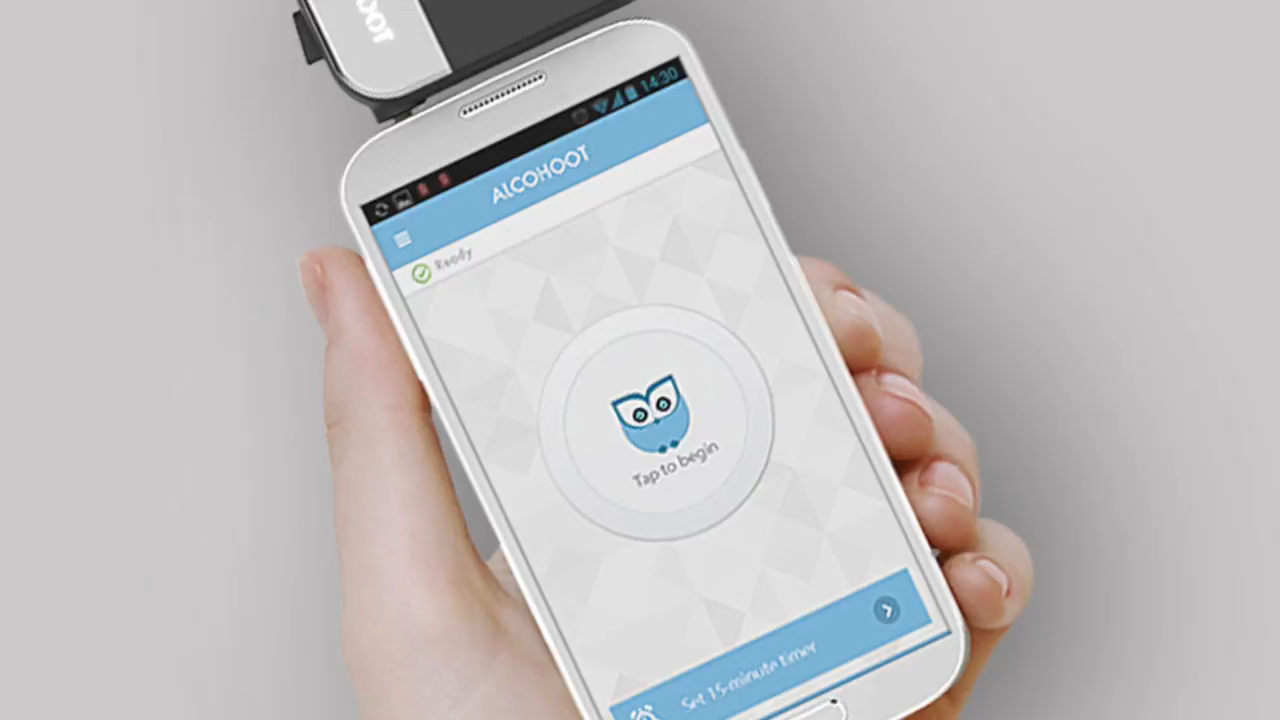 14:30
ALCOHOOT
Ready
Tap to begin
Set 15-minute timer